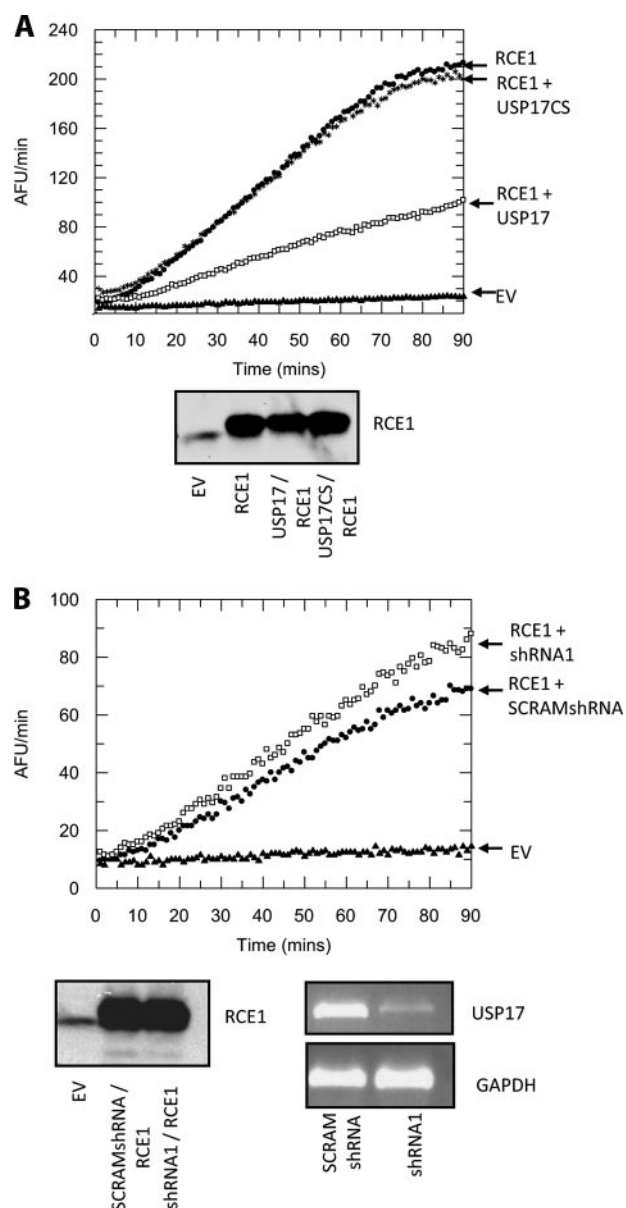 A
240
200
160
120
80
40
AFU/min
0 10 20 30 40 50 60 70 80 90
Time (mins)
RCE1
RCE1 +
USP17CS
RCE1 +
USP17
EV
RCE1
EV
RCE1
USP17 /
RCE1
USP17CS /
RCE1
B
100
80
60
40
20
0
AFU/min
0 10 20 30 40 50 60 70 80 90
Time (mins)
RCE1 +
shRNA1
RCE1 +
SCRAMshRNA
EV
RCE1
EV
SCRAMshRNA /
RCE1
shRNA1 / RCE1
USP17
GAPDH
SCRAM
shRNA
shRNA1